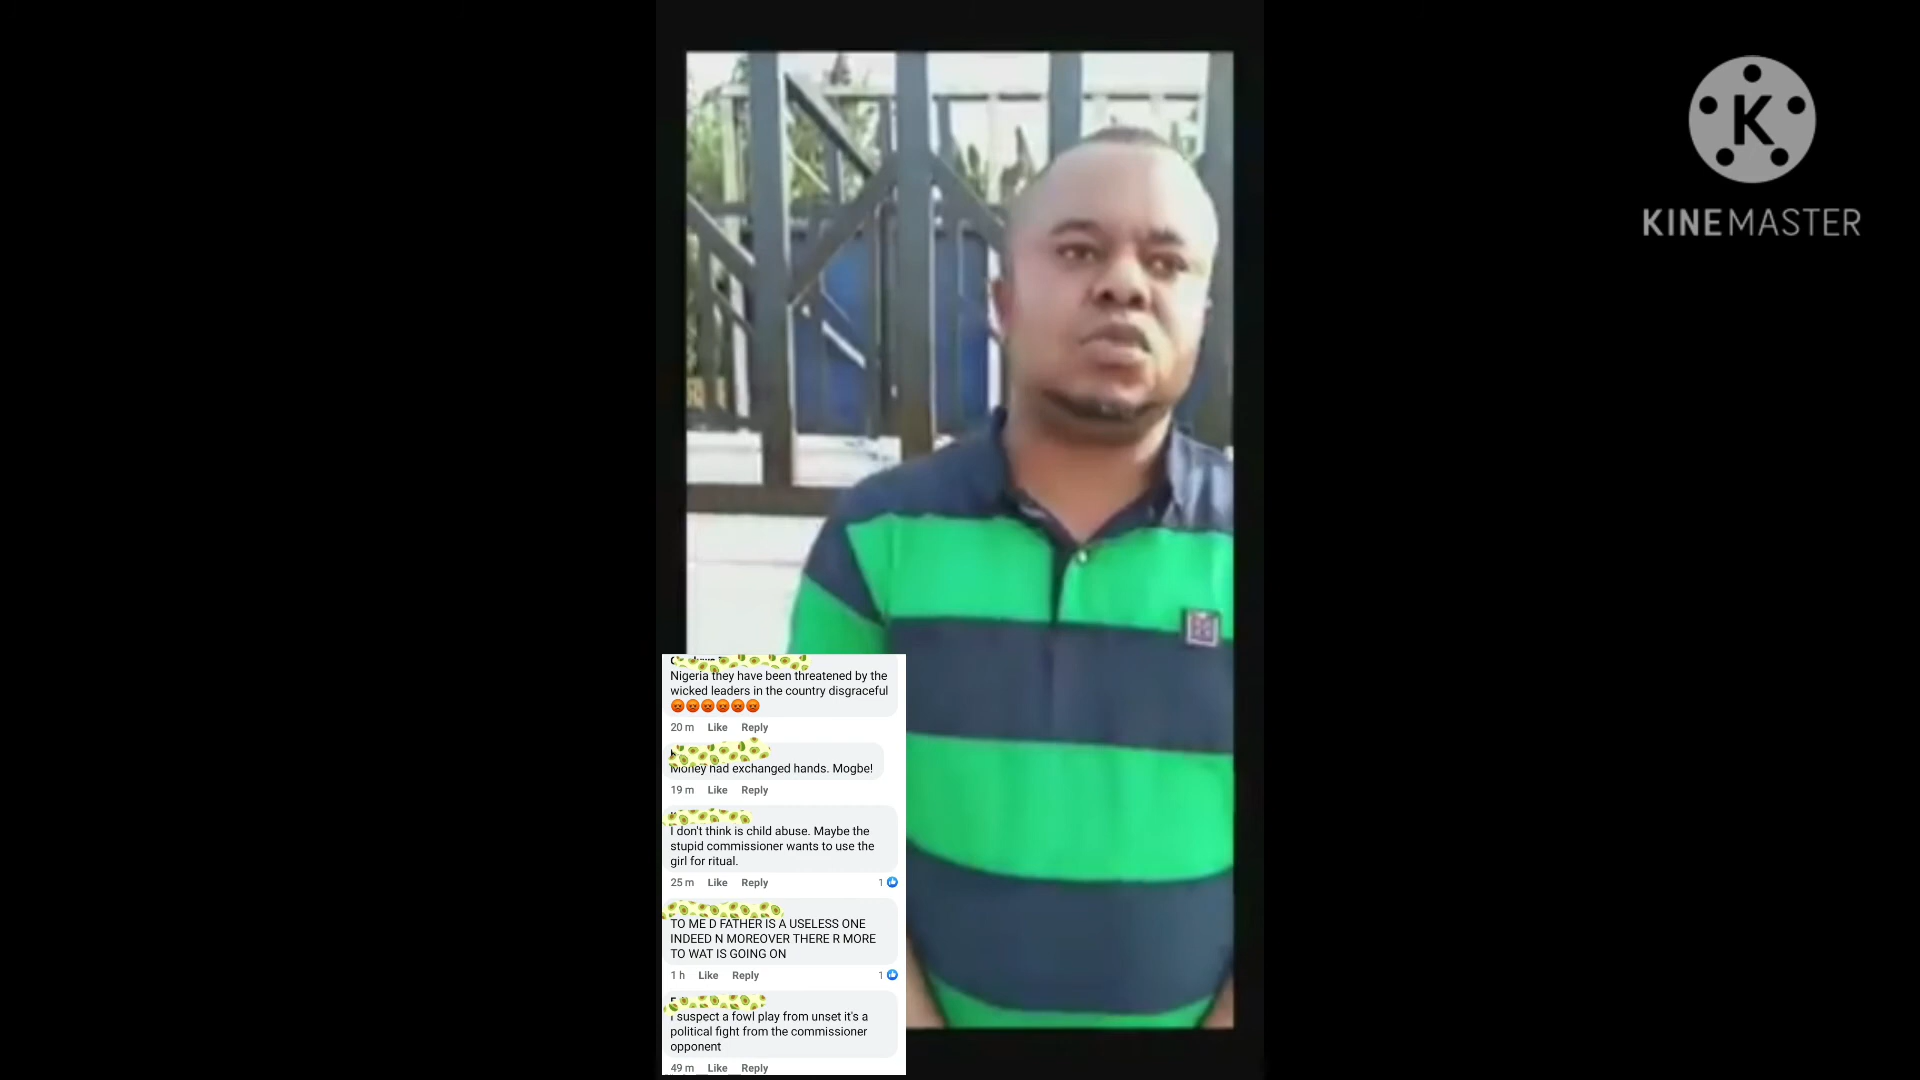 K
KINEMASTER
Nigeria they have been threatened by the
wicked leaders in the country disgraceful
20 m Like Reply
Money had exchanged hands. Mogbe!
19 m Like Reply
I don't think is child abuse. Maybe the
stupid commissioner wants to use the
girl for ritual.
25 m Like Reply 1
TO ME D FATHER IS A USELESS ONE
INDEED N MOREOVER THERE R MORE
TO WAT IS GOING ON
1 h Like Reply 1
I suspect a fowl play from unset it's a
political fight from the commissioner
opponent
49 m Like Reply